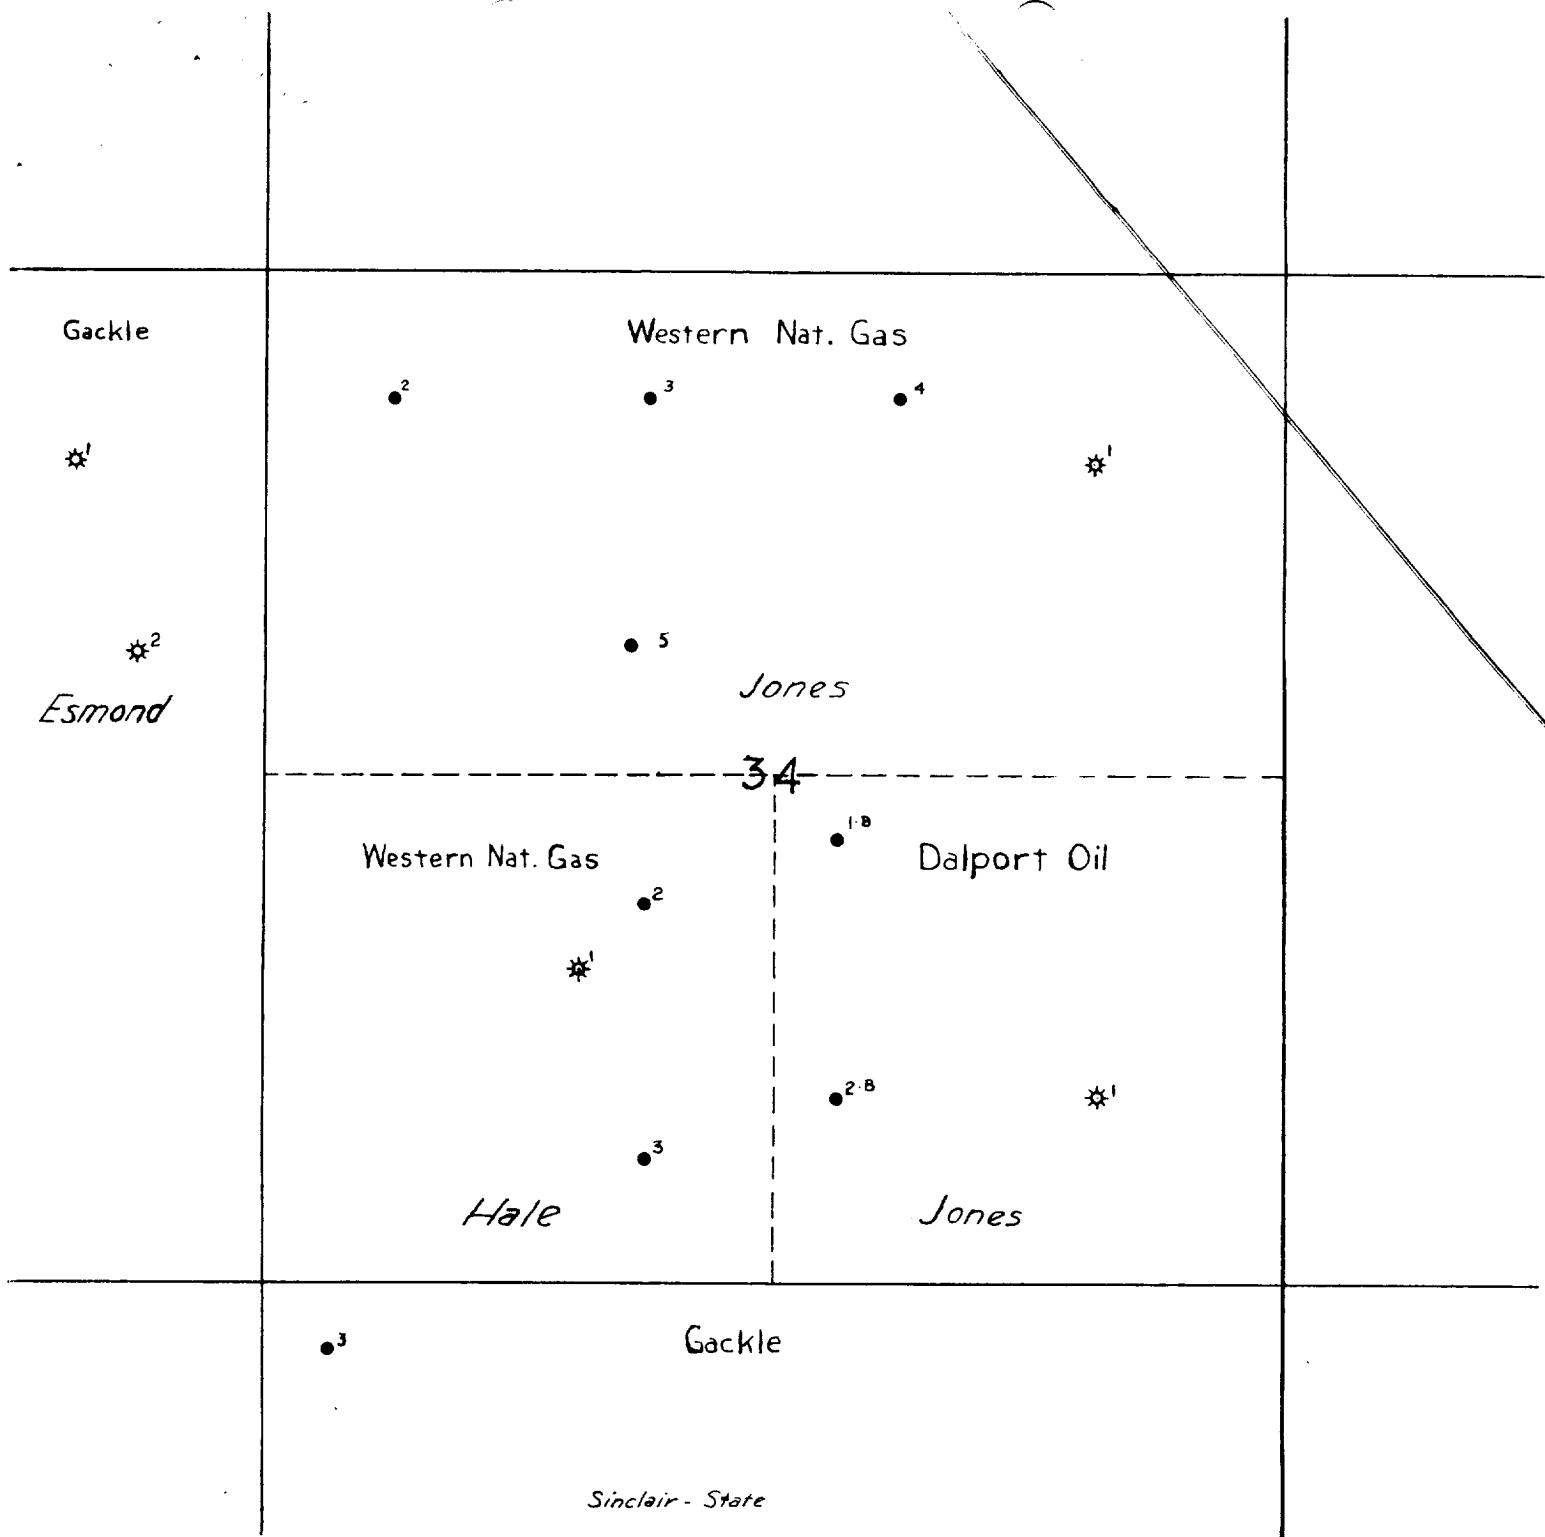 Gackle
Western Nat. Gas
2
3
4
1
1
2
5
Esmond
Jones
34
1-B
Western Nat. Gas
Dalport Oil
2
1
2-B
1
3
Hale
Jones
3
Gackle
Sinclair - State